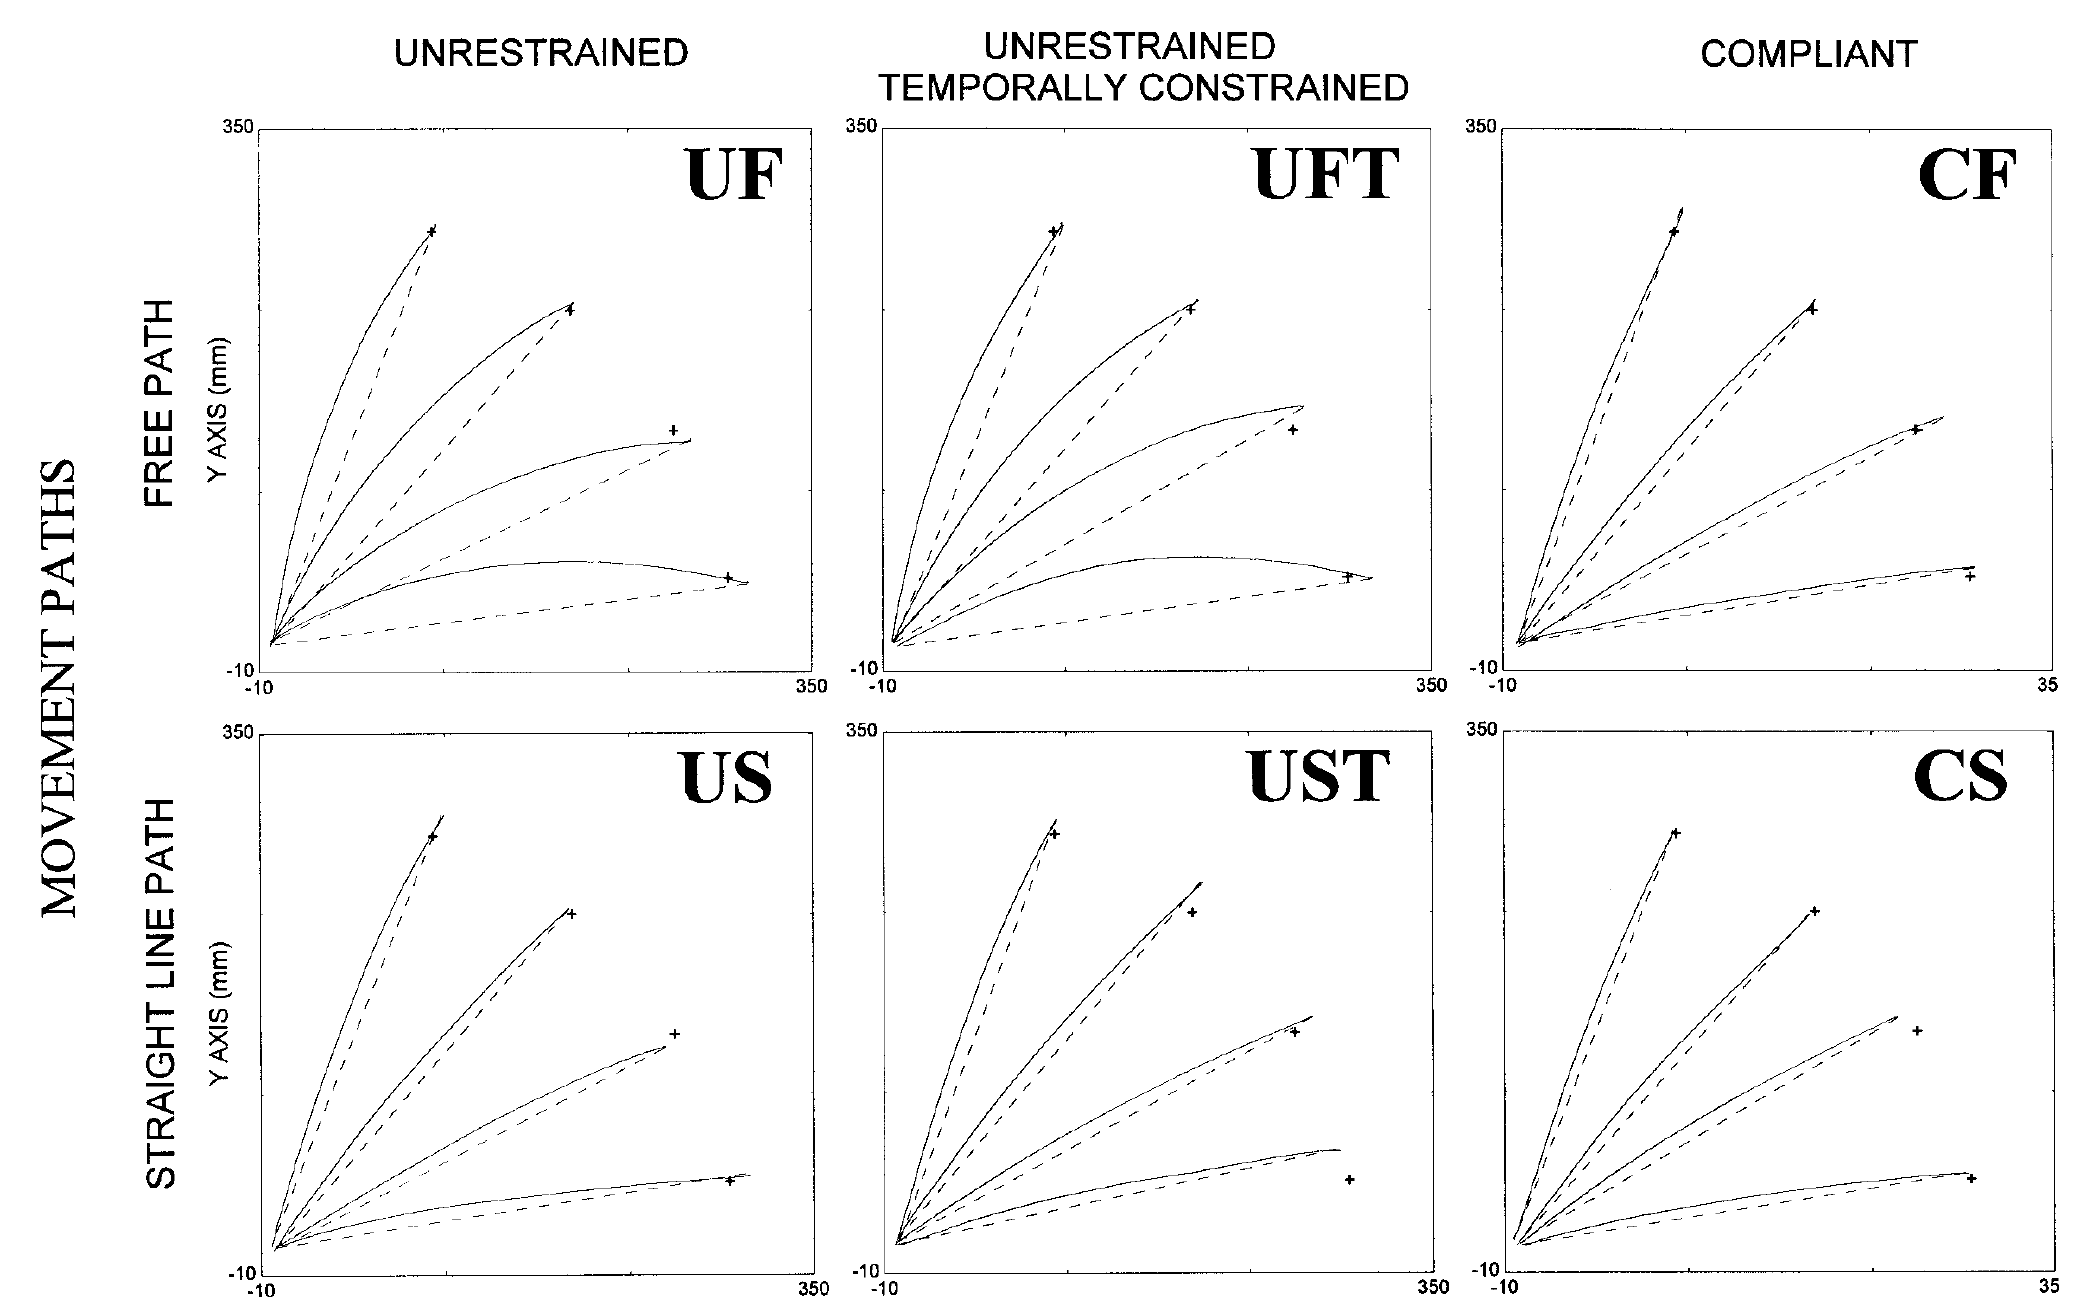 UNRESTRAINED
UNRESTRAINED
TEMPORALLY CONSTRAINED
COMPLIANT
MOVEMENT PATHS
FREE PATH
Y AXIS (mm)
350
UF
-10
-10
350
350
UFT
-10
-10
350
350
CF
-10
-10
35
STRAIGHT LINE PATH
Y AXIS (mm)
350
US
-10
-10
350
350
UST
-10
-10
350
350
CS
-10
-10
35